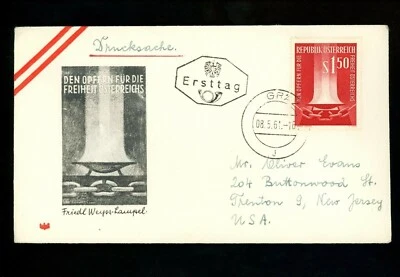 Drucksache.
DEN OPFERN FÜR DIE
FREIHEIT ÖSTERREICHS
Friedl Weyss-Lampel
Ersttag
REPUBLIK ÖSTERREICH
S 1.50
DEN OPFERN FÜR DIE
FREIHEIT ÖSTERREICHS
GRAZ
08.5.61.-10
Mr. Oliver Evans
204 Buttonwood St.
Trenton 9, New Jersey
U.S.A.